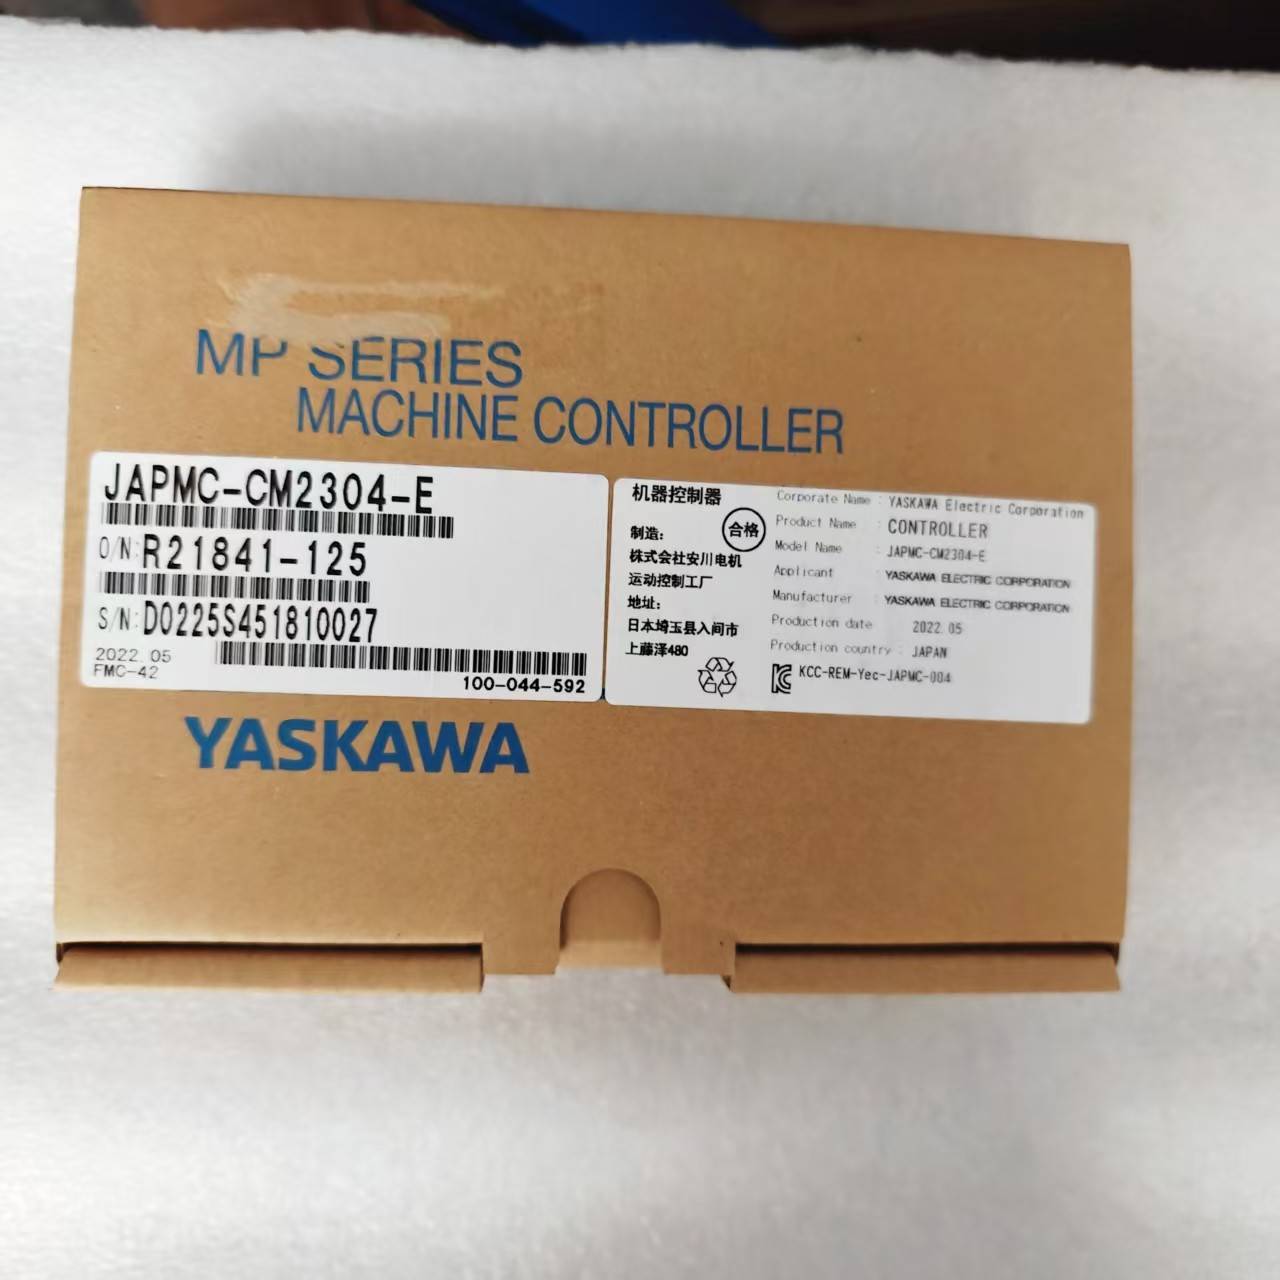 MP SERIES
MACHINE CONTROLLER
JAPMC-CM2304-E
O/N:R21841-125
S/N:D0225S451810027
2022.05
FMC-42
100-044-592
机器控制器
合格
制造:
株式会社安川电机
运动控制工厂
地址:
日本埼玉县入间市
上藤泽480
Corporate Name : YASKAWA Electric Corporation
Product Name : CONTROLLER
Model Name : JAPMC-CM2304-E
Applicant : YASKAWA ELECTRIC CORPORATION
Manufacturer : YASKAWA ELECTRIC CORPORATION
Production date : 2022.05
Production country : JAPAN
KCC-REM-Yec-JAPMC-004
YASKAWA